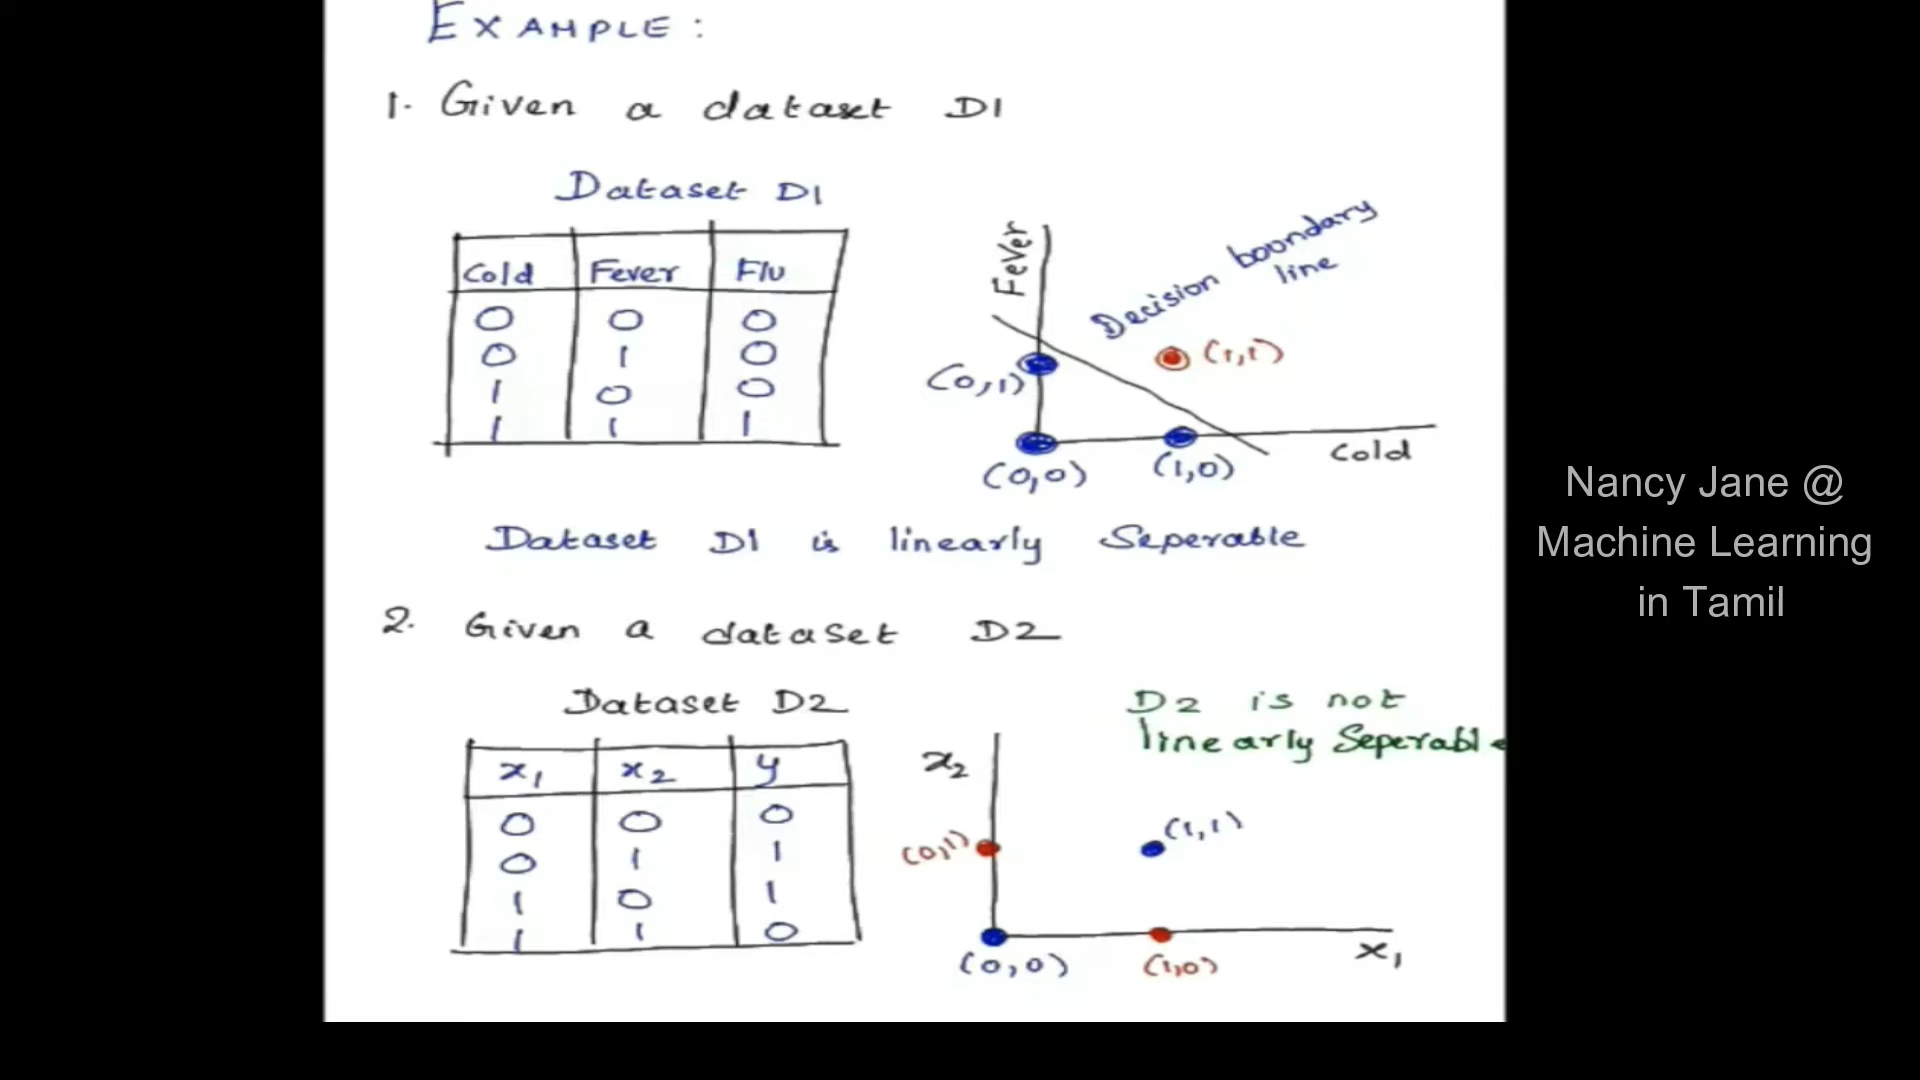 EXAMPLE:
1. Given a dataset D1
Dataset D1
Cold Fever Flu
0 0 0
0 1 0
1 0 0
1 1 1
Fever
Decision boundary
line
(1,1)
(0,1)
(0,0)
(1,0)
Cold
Dataset D1 is linearly Seperable
2. Given a dataset D2
Dataset D2
x1 x2 y
0 0 0
0 1 1
1 0 1
1 1 0
D2 is not
linearly Seperable
x2
(0,1)
(1,1)
(0,0)
(1,0)
x1
Nancy Jane @
Machine Learning
in Tamil